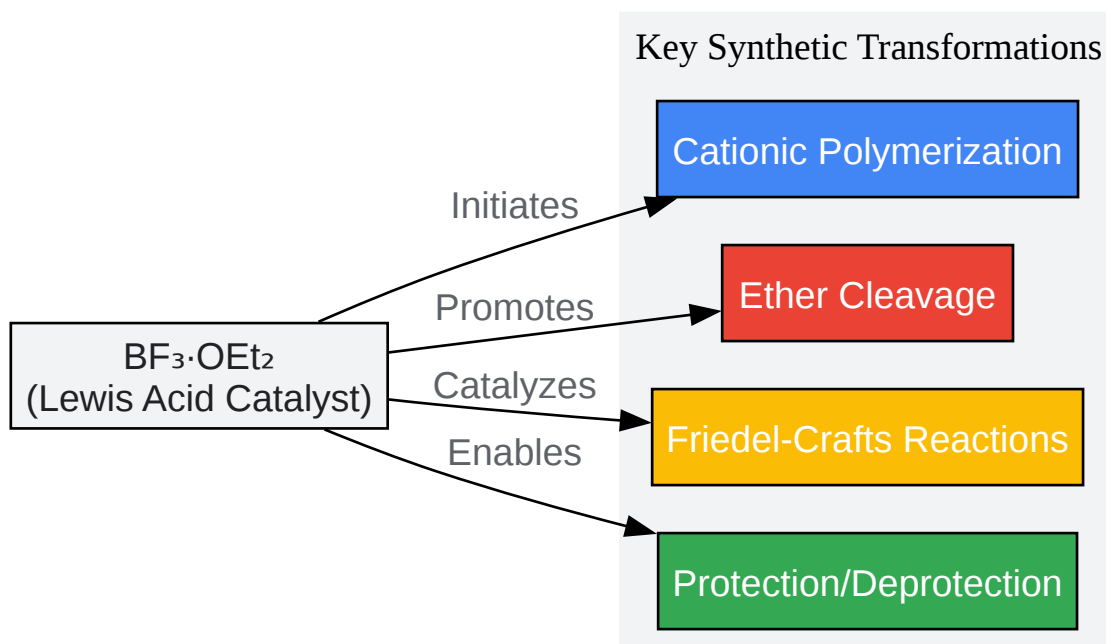 Key Synthetic Transformations
Cationic Polymerization
Initiates
Ether Cleavage
Promotes
BF₃·OEt₂
(Lewis Acid Catalyst)
Catalyzes
Friedel-Crafts Reactions
Enables
Protection/Deprotection